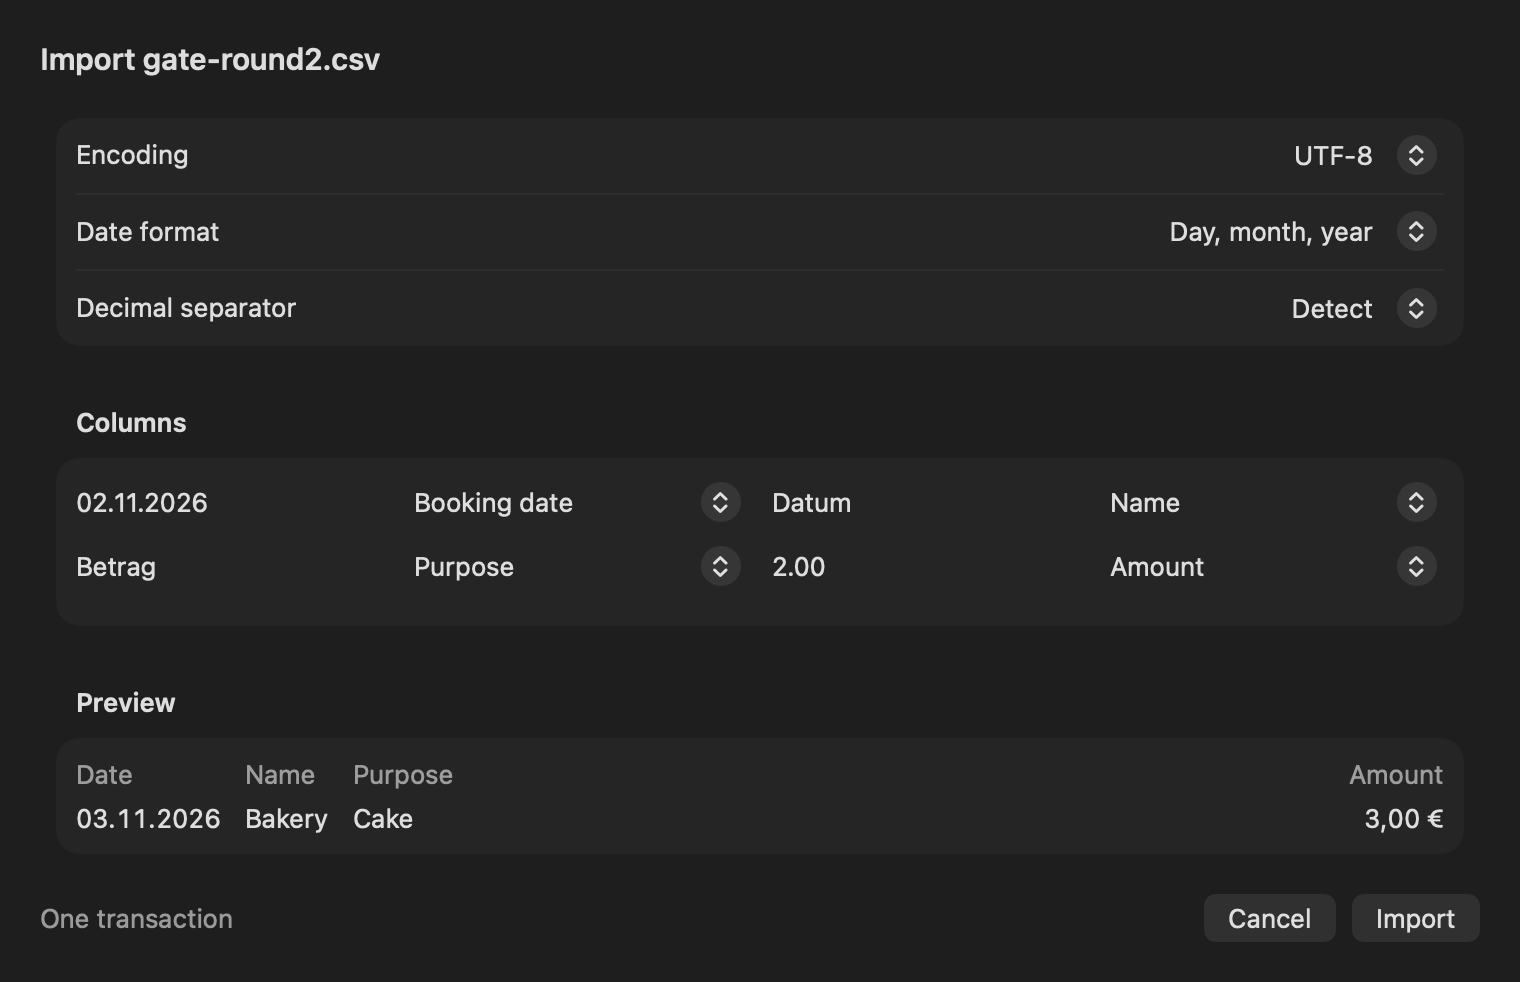 Import gate-round2.csv
Encoding UTF-8
Date format Day, month, year
Decimal separator Detect
Columns
02.11.2026 Booking date Datum Name
Betrag Purpose 2.00 Amount
Preview
Date Name Purpose Amount
03.11.2026 Bakery Cake 3,00 €
One transaction Cancel Import